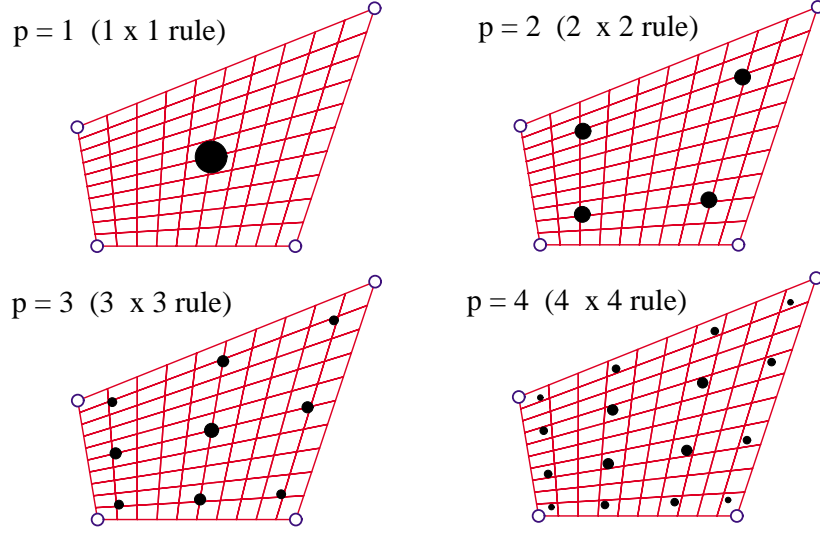 p = 1 (1 x 1 rule)
p = 2 (2 x 2 rule)
p = 3 (3 x 3 rule)
p = 4 (4 x 4 rule)